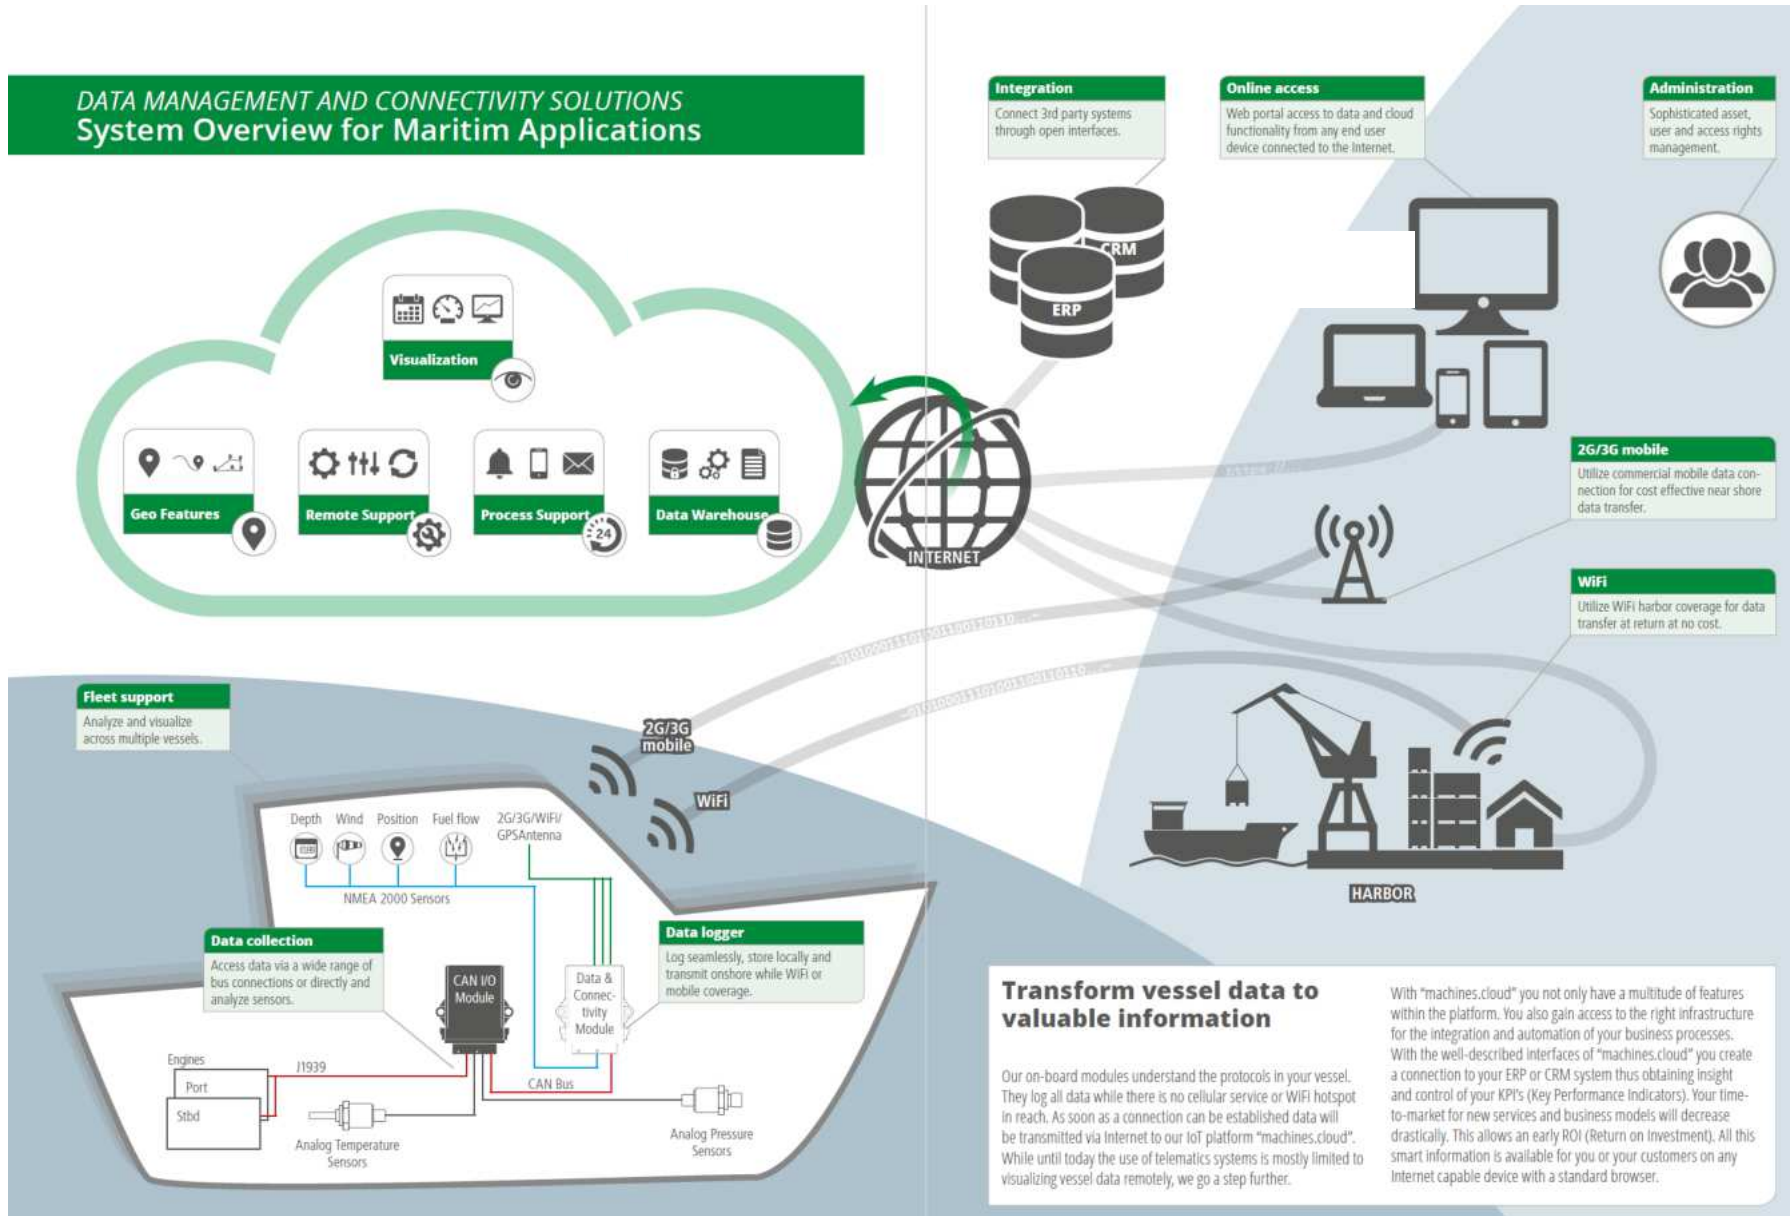 DATA MANAGEMENT AND CONNECTIVITY SOLUTIONS
System Overview for Maritim Applications
Integration
Connect 3rd party systems
through open interfaces.
Online access
Web portal access to data and cloud
functionality from any end user
device connected to the Internet.
Administration
Sophisticated asset,
user and access rights
management.
CRM
ERP
Visualization
Geo Features
Remote Support
Process Support
24
Data Warehouse
INTERNET
2G/3G mobile
Utilize commercial mobile data con-
nection for cost effective near shore
data transfer.
WiFi
Utilize WiFi harbor coverage for data
transfer at return at no cost.
Fleet support
Analyze and visualize
across multiple vessels.
2G/3G
mobile
WiFi
HARBOR
Depth
Wind
Position
Fuel flow
2G/3G/WiFi/
GPSAntenna
NMEA 2000 Sensors
Data collection
Access data via a wide range of
bus connections or directly and
analyze sensors.
CAN I/O
Module
Data &
Connec-
tivity
Module
Data logger
Log seamlessly, store locally and
transmit onshore while WiFi or
mobile coverage.
Engines
Port
Stbd
J1939
CAN Bus
Analog Temperature
Sensors
Analog Pressure
Sensors
Transform vessel data to
valuable information
Our on-board modules understand the protocols in your vessel.
They log all data while there is no cellular service or WiFi hotspot
in reach. As soon as a connection can be established data will
be transmitted via Internet to our IoT platform "machines.cloud".
While until today the use of telematics systems is mostly limited to
visualizing vessel data remotely, we go a step further.
With "machines.cloud" you not only have a multitude of features
within the platform. You also gain access to the right infrastructure
for the integration and automation of your business processes.
With the well-described interfaces of "machines.cloud" you create
a connection to your ERP or CRM system thus obtaining insight
and control of your KPI's (Key Performance Indicators). Your time-
to-market for new services and business models will decrease
drastically. This allows an early ROI (Return on Investment). All this
smart information is available for you or your customers on any
Internet capable device with a standard browser.